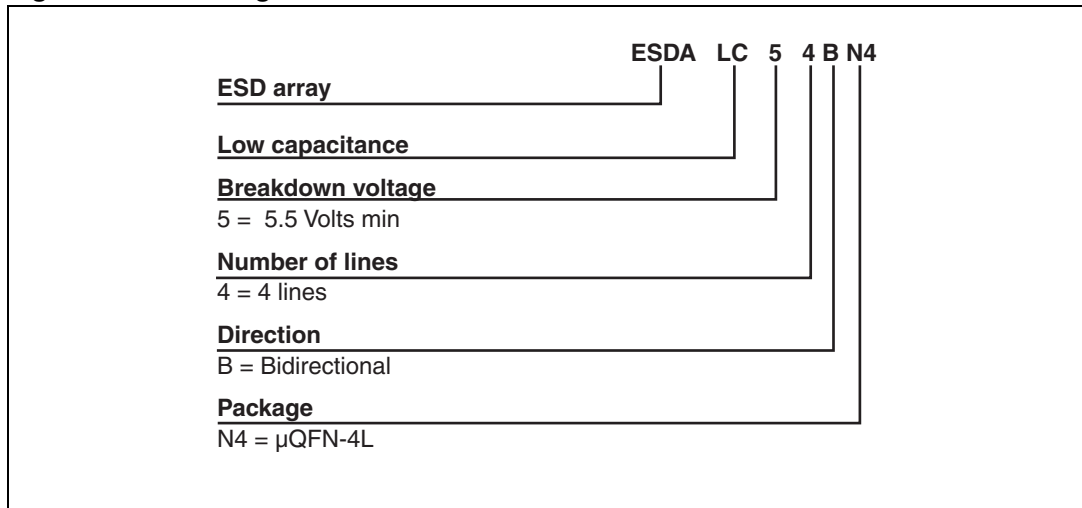 ESDA LC 5 4 B N4
ESD array
Low capacitance
Breakdown voltage
5 = 5.5 Volts min
Number of lines
4 = 4 lines
Direction
B = Bidirectional
Package
N4 = µQFN-4L